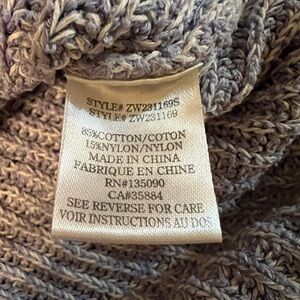 STYLE# ZW231169S
STYLE# ZW231169
85%COTTON/COTON
15%NYLON/NYLON
MADE IN CHINA
FABRIQUE EN CHINE
RN#135090
CA#35884
SEE REVERSE FOR CARE
VOIR INSTRUCTIONS AU DOS